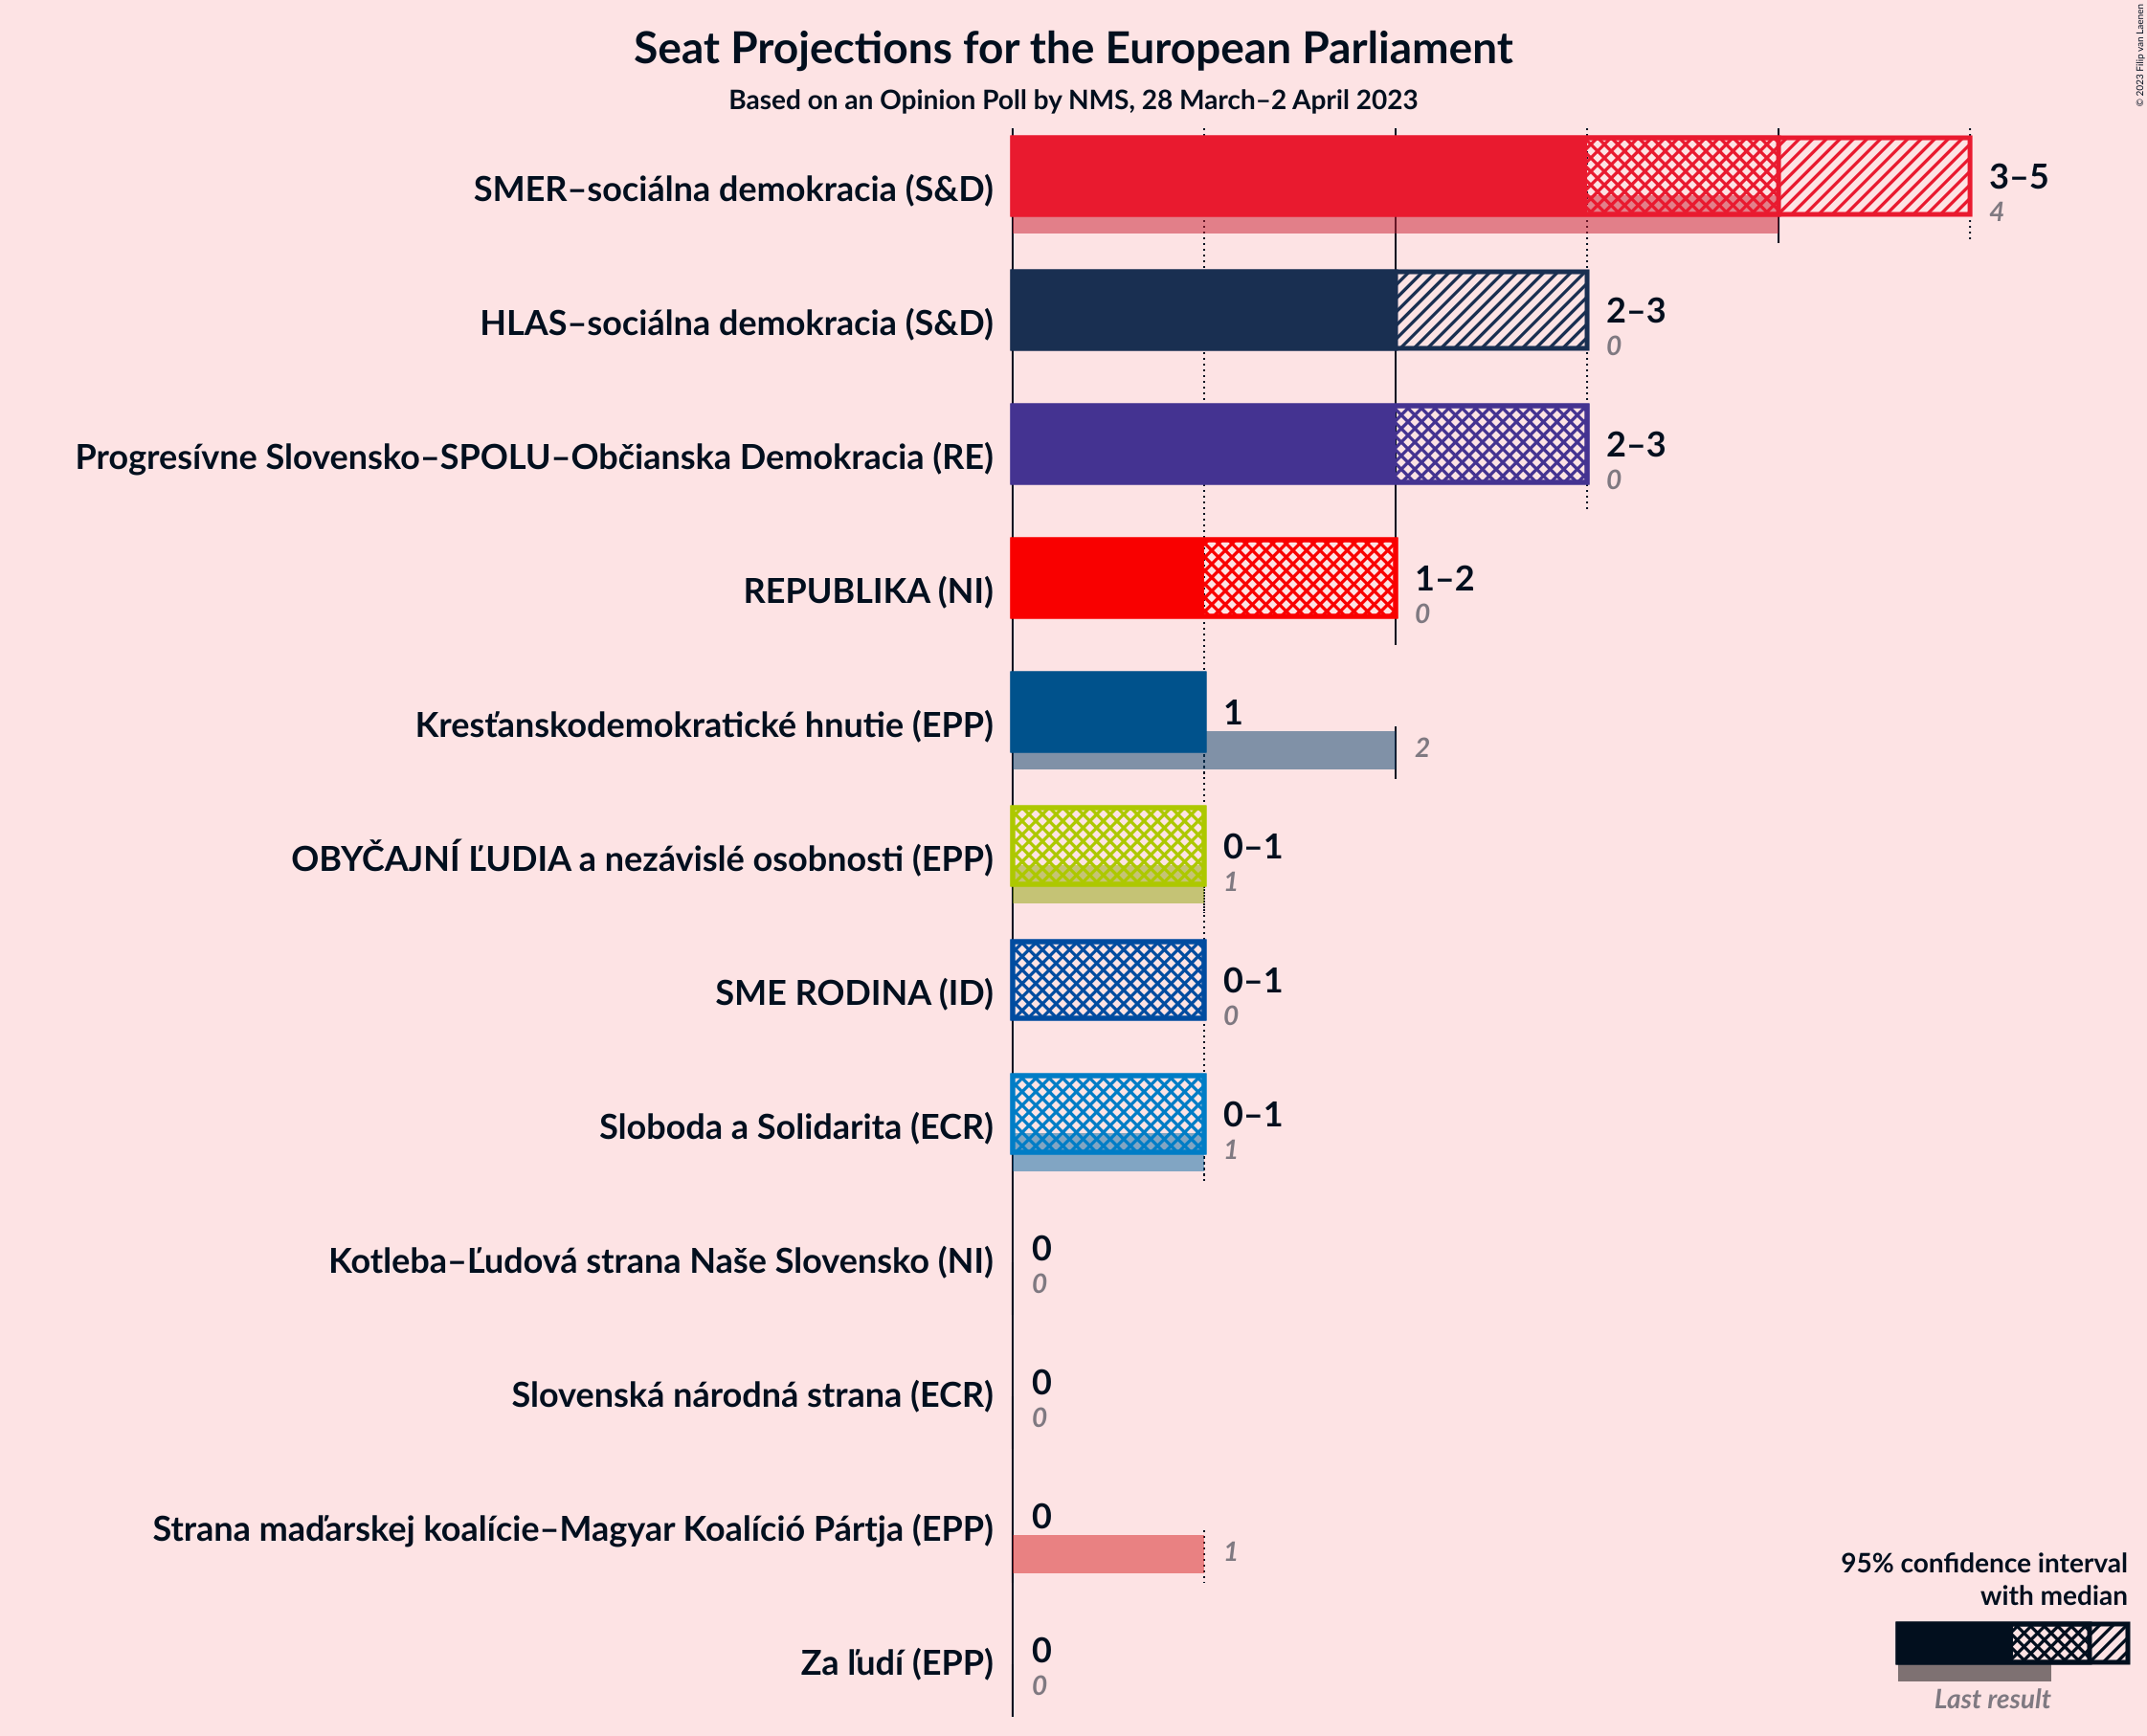 Seat Projections for the European Parliament
Based on an Opinion Poll by NMS, 28 March–2 April 2023
© 2023 Filip van Laenen
SMER–sociálna demokracia (S&D)
3–5
4
HLAS–sociálna demokracia (S&D)
2–3
0
Progresívne Slovensko–SPOLU–Občianska Demokracia (RE)
2–3
0
REPUBLIKA (NI)
1–2
0
Kresťanskodemokratické hnutie (EPP)
1
2
OBYČAJNÍ ĽUDIA a nezávislé osobnosti (EPP)
0–1
1
SME RODINA (ID)
0–1
0
Sloboda a Solidarita (ECR)
0–1
1
Kotleba–Ľudová strana Naše Slovensko (NI)
0
0
Slovenská národná strana (ECR)
0
0
Strana maďarskej koalície–Magyar Koalíció Pártja (EPP)
0
1
Za ľudí (EPP)
0
0
95% confidence interval
with median
Last result